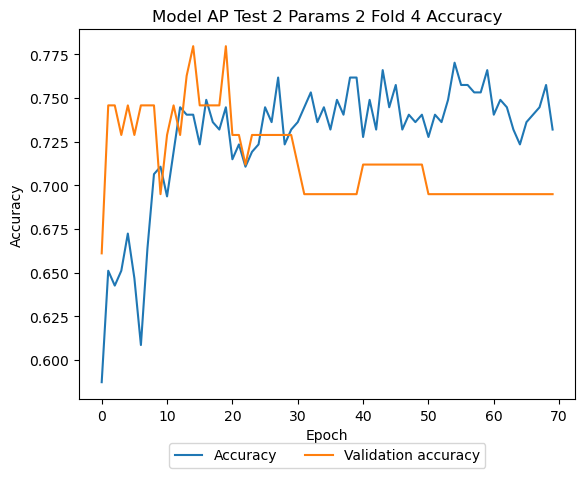 Model AP Test 2 Params 2 Fold 4 Accuracy
0.775
0.750
0.725
0.700
0.675
0.650
0.625
0.600
Accuracy
0 10 20 30 40 50 60 70
Epoch
Accuracy Validation accuracy